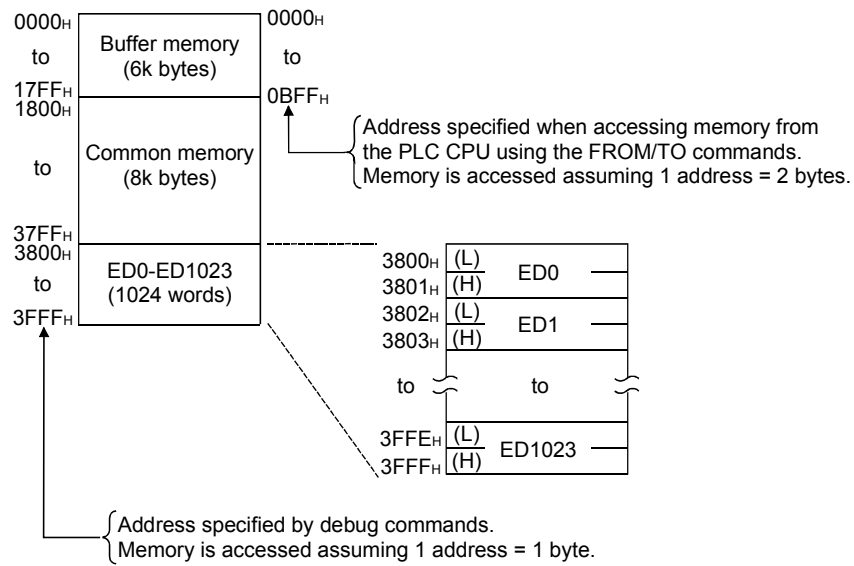 0000H
to
17FFH
Buffer memory
(6k bytes)
0000H
to
0BFFH
1800H
to
37FFH
Common memory
(8k bytes)
Address specified when accessing memory from
the PLC CPU using the FROM/TO commands.
Memory is accessed assuming 1 address = 2 bytes.
3800H
to
3FFFH
ED0-ED1023
(1024 words)
3800H (L)
ED0
3801H (H)
3802H (L)
ED1
3803H (H)
to to
3FFEH (L)
ED1023
3FFFH (H)
Address specified by debug commands.
Memory is accessed assuming 1 address = 1 byte.